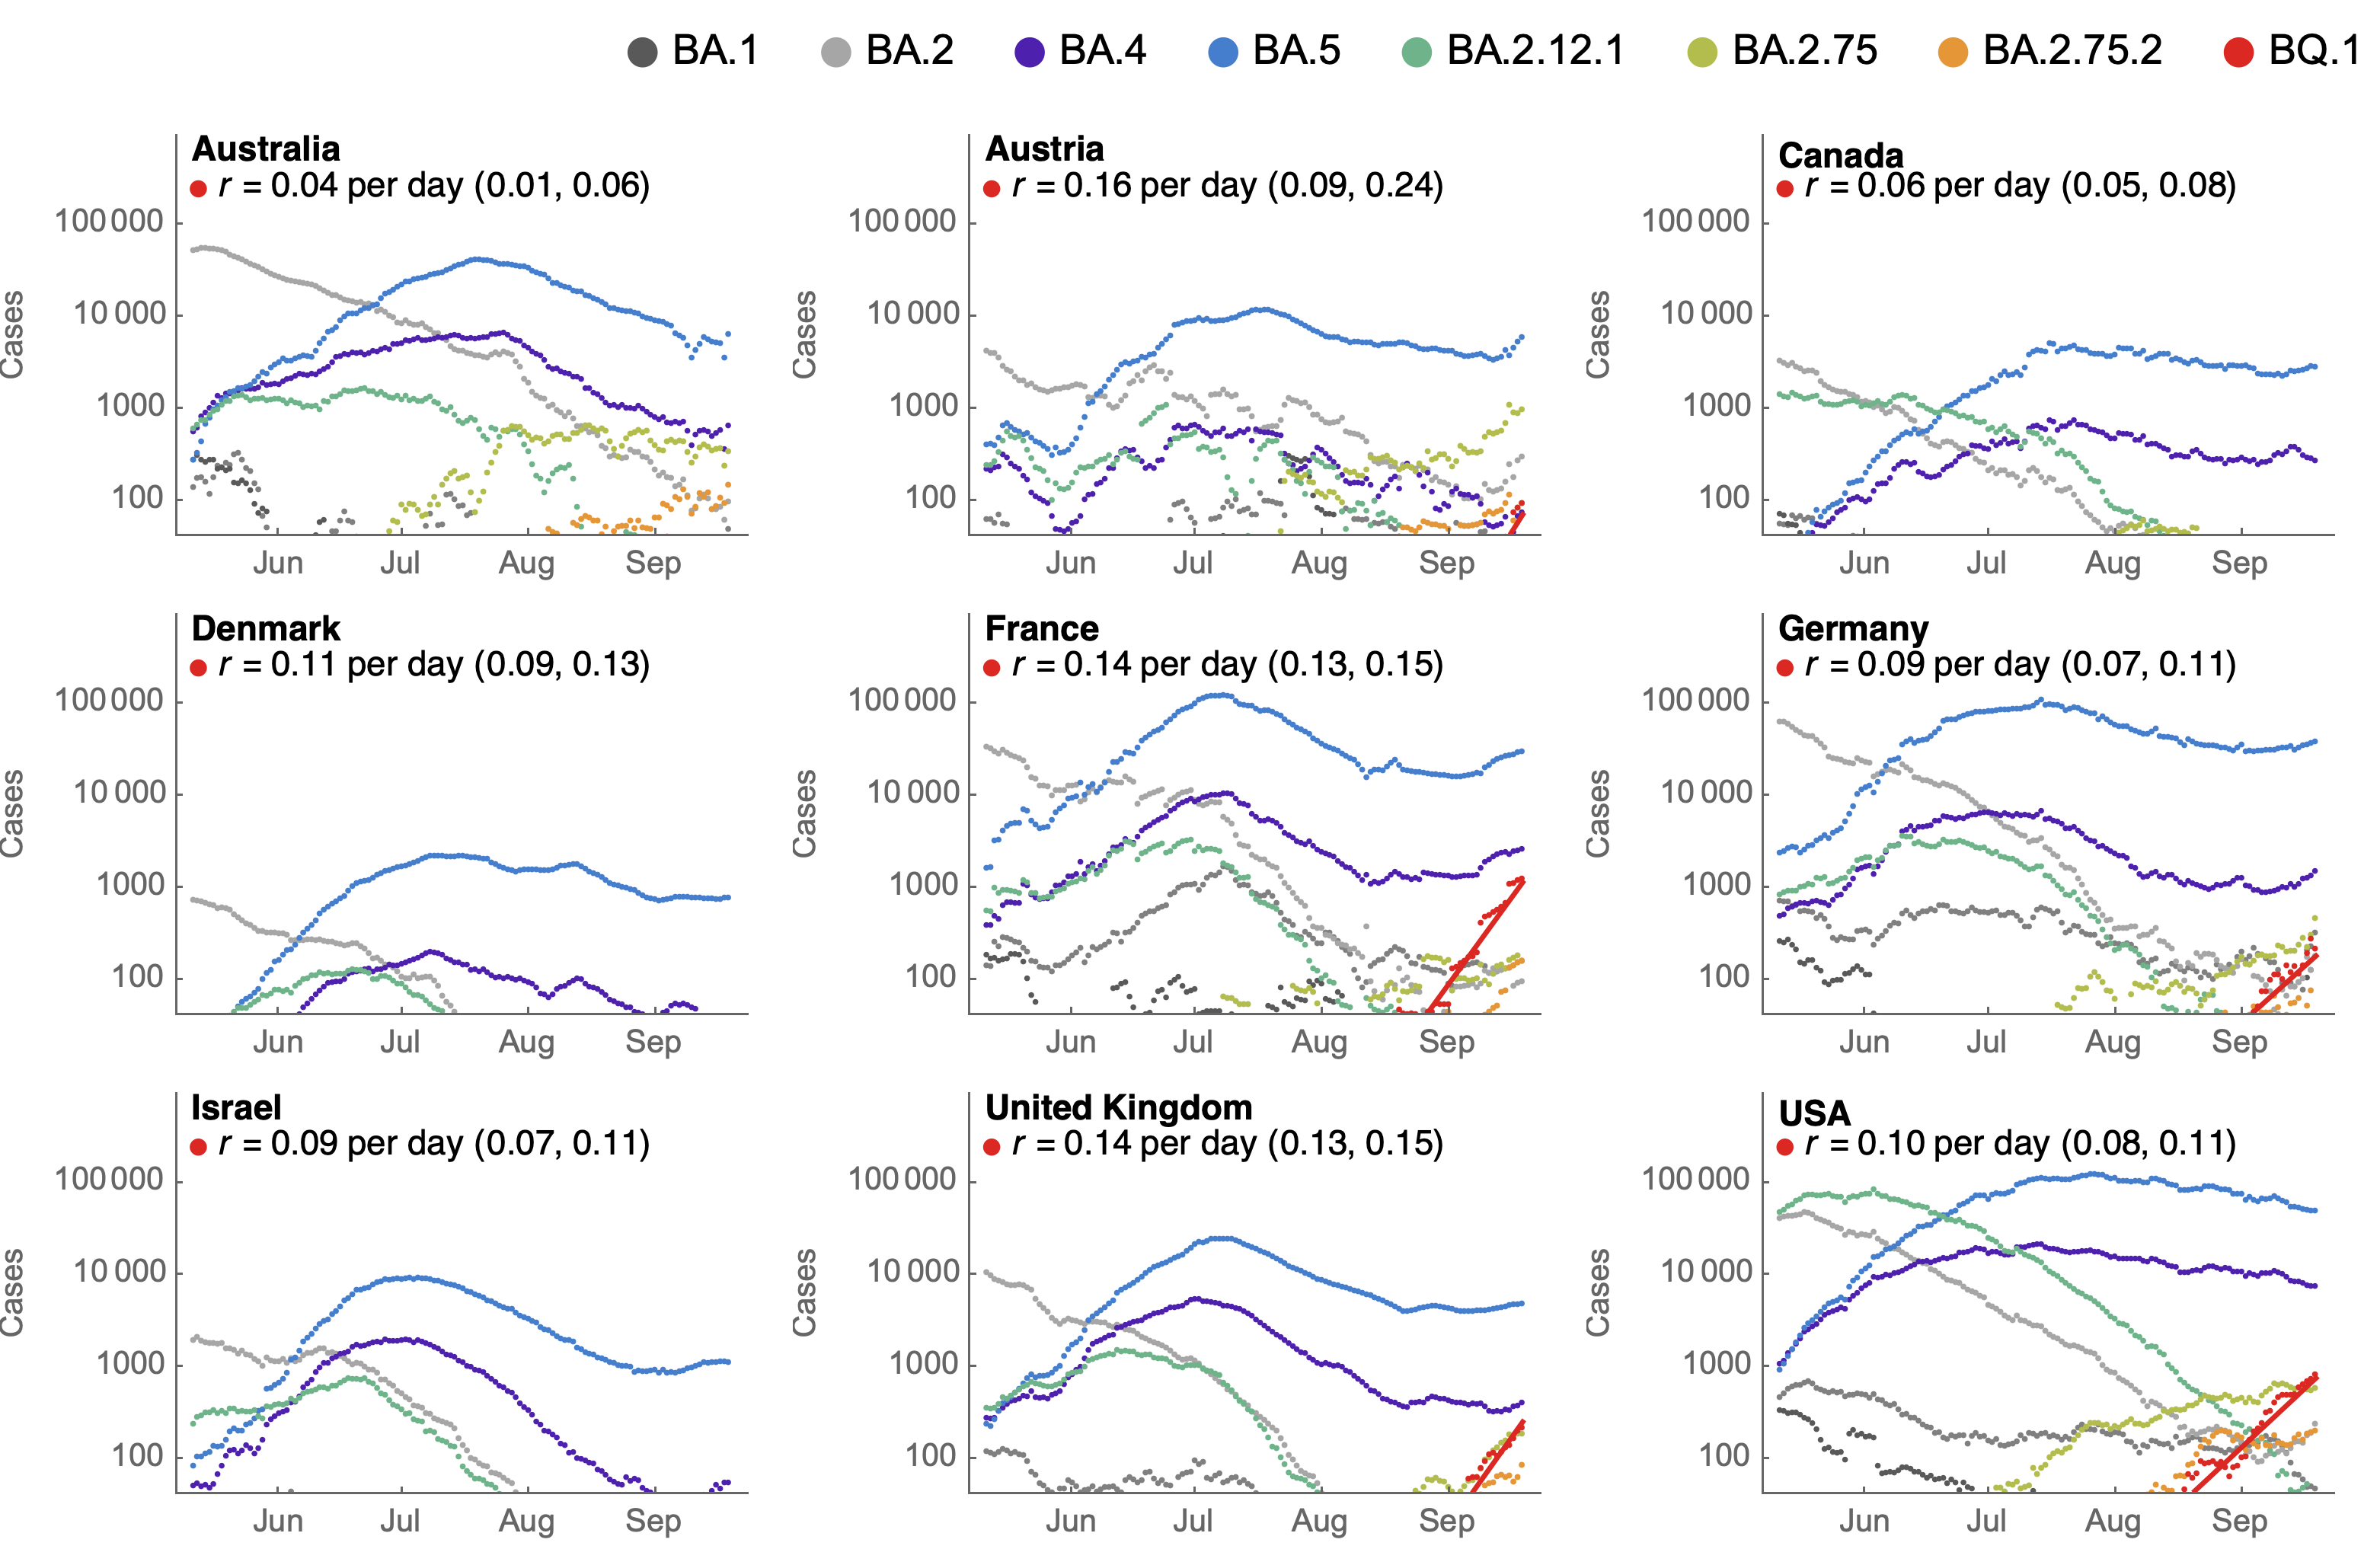 BA.1 BA.2 BA.4 BA.5 BA.2.12.1 BA.2.75 BA.2.75.2 BQ.1
Australia
r = 0.04 per day (0.01, 0.06)
100 000
10 000
1000
100
Cases
Jun Jul Aug Sep
Austria
r = 0.16 per day (0.09, 0.24)
100 000
10 000
1000
100
Cases
Jun Jul Aug Sep
Canada
r = 0.06 per day (0.05, 0.08)
100 000
10 000
1000
100
Cases
Jun Jul Aug Sep
Denmark
r = 0.11 per day (0.09, 0.13)
100 000
10 000
1000
100
Cases
Jun Jul Aug Sep
France
r = 0.14 per day (0.13, 0.15)
100 000
10 000
1000
100
Cases
Jun Jul Aug Sep
Germany
r = 0.09 per day (0.07, 0.11)
100 000
10 000
1000
100
Cases
Jun Jul Aug Sep
Israel
r = 0.09 per day (0.07, 0.11)
100 000
10 000
1000
100
Cases
Jun Jul Aug Sep
United Kingdom
r = 0.14 per day (0.13, 0.15)
100 000
10 000
1000
100
Cases
Jun Jul Aug Sep
USA
r = 0.10 per day (0.08, 0.11)
100 000
10 000
1000
100
Cases
Jun Jul Aug Sep